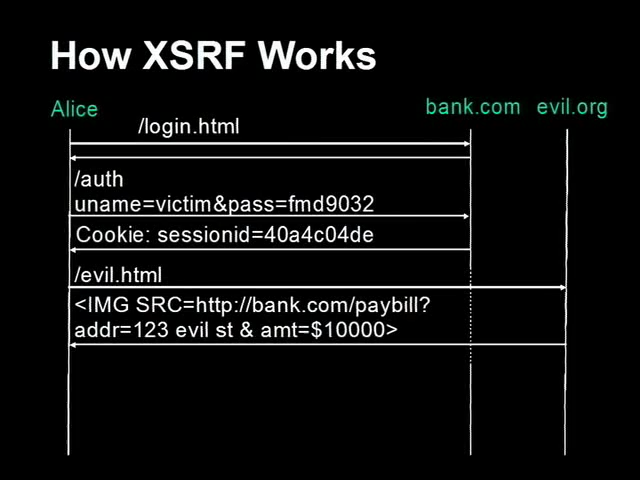 How XSRF Works
Alice
bank.com
evil.org
/login.html
/auth
uname=victim&pass=fmd9032
Cookie: sessionid=40a4c04de
/evil.html
<IMG SRC=http://bank.com/paybill?
addr=123 evil st & amt=$10000>